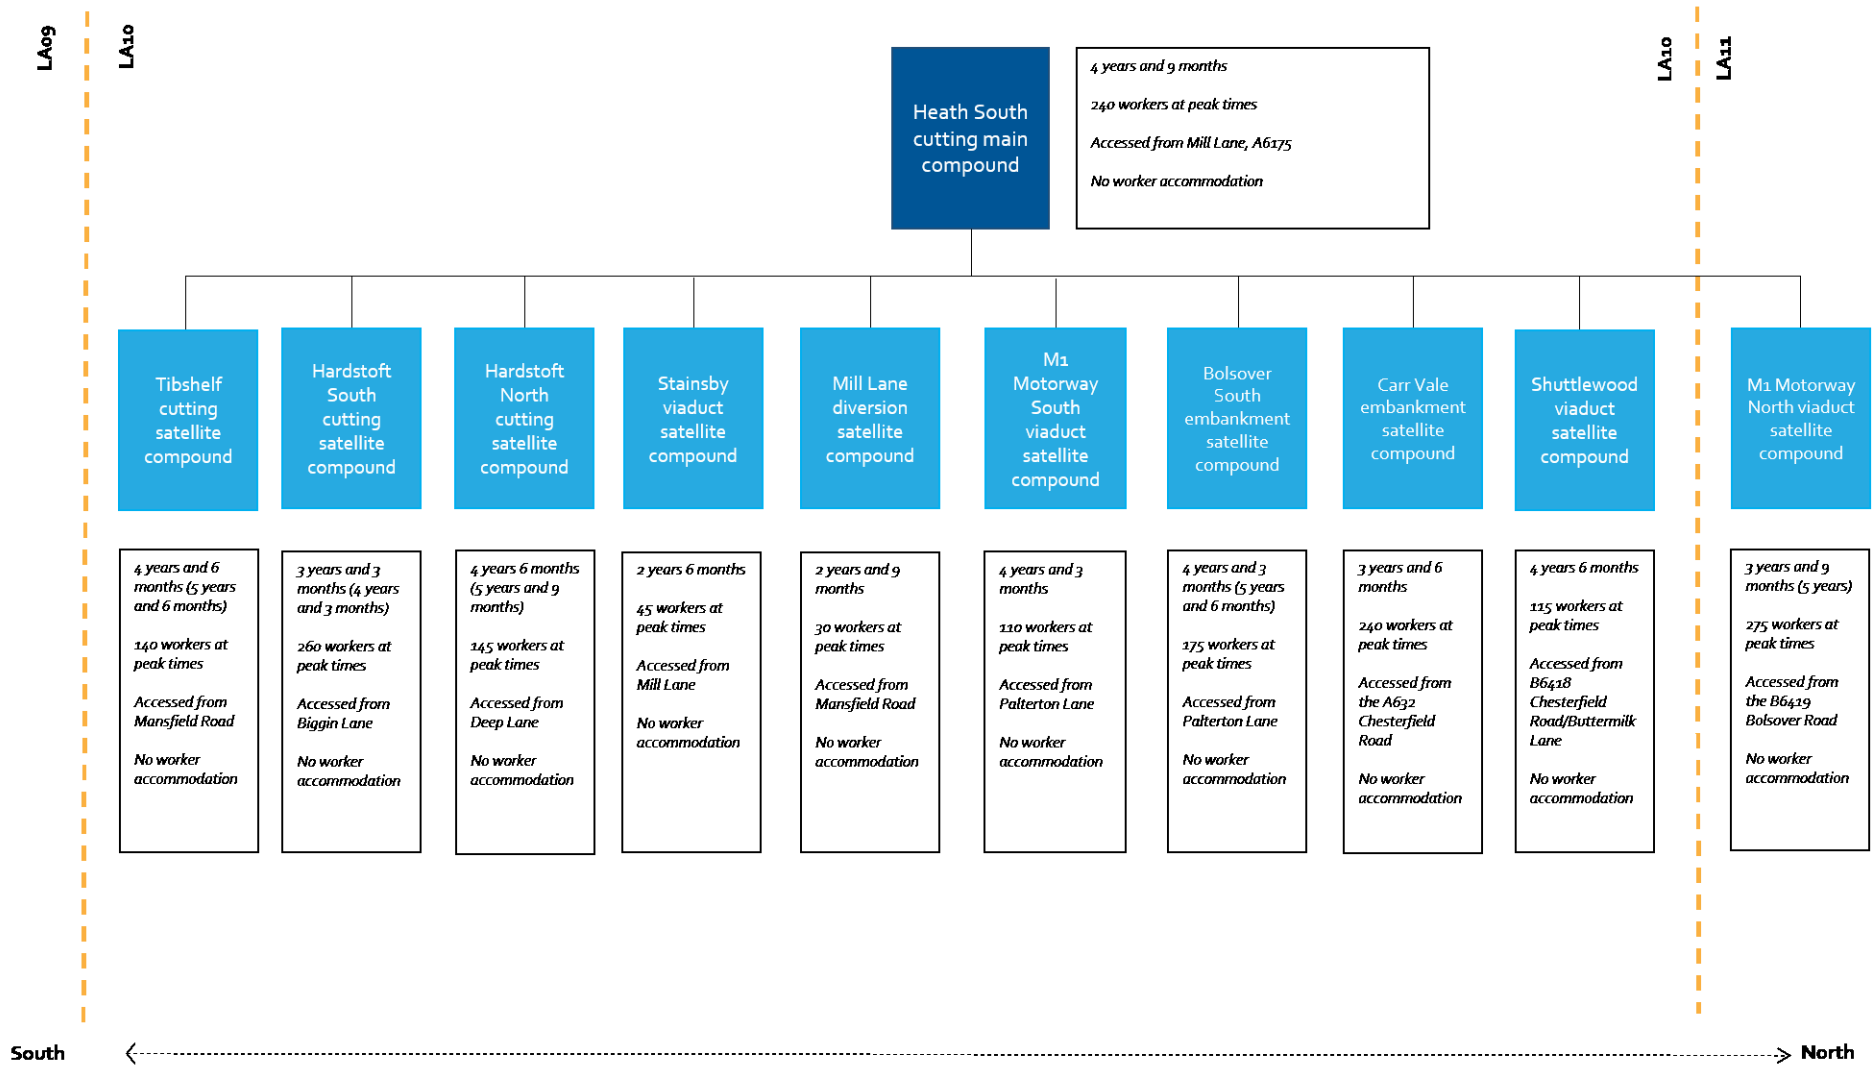 LA09
LA10
LA10
LA11
Heath South
cutting main
compound
4 years and 9 months
240 workers at peak times
Accessed from Mill Lane, A6175
No worker accommodation
Tibshelf
cutting
satellite
compound
Hardstoft
South
cutting
satellite
compound
Hardstoft
North
cutting
satellite
compound
Stainsby
viaduct
satellite
compound
Mill Lane
diversion
satellite
compound
M1
Motorway
South
viaduct
satellite
compound
Bolsover
South
embankment
satellite
compound
Carr Vale
embankment
satellite
compound
Shuttlewood
viaduct
satellite
compound
M1 Motorway
North viaduct
satellite
compound
4 years and 6
months (5 years
and 6 months)
140 workers at
peak times
Accessed from
Mansfield Road
No worker
accommodation
3 years and 3
months (4 years
and 3 months)
260 workers at
peak times
Accessed from
Biggin Lane
No worker
accommodation
4 years 6 months
(5 years and 9
months)
145 workers at
peak times
Accessed from
Deep Lane
No worker
accommodation
2 years 6 months
45 workers at
peak times
Accessed from
Mill Lane
No worker
accommodation
2 years and 9
months
30 workers at
peak times
Accessed from
Mansfield Road
No worker
accommodation
4 years and 3
months
110 workers at
peak times
Accessed from
Palterton Lane
No worker
accommodation
4 years and 3
months (5 years
and 6 months)
175 workers at
peak times
Accessed from
Palterton Lane
No worker
accommodation
3 years and 6
months
240 workers at
peak times
Accessed from
the A632
Chesterfield
Road
No worker
accommodation
4 years 6 months
115 workers at
peak times
Accessed from
B6418
Chesterfield
Road/Buttermilk
Lane
No worker
accommodation
3 years and 9
months (5 years)
275 workers at
peak times
Accessed from
the B6419
Bolsover Road
No worker
accommodation
South
North